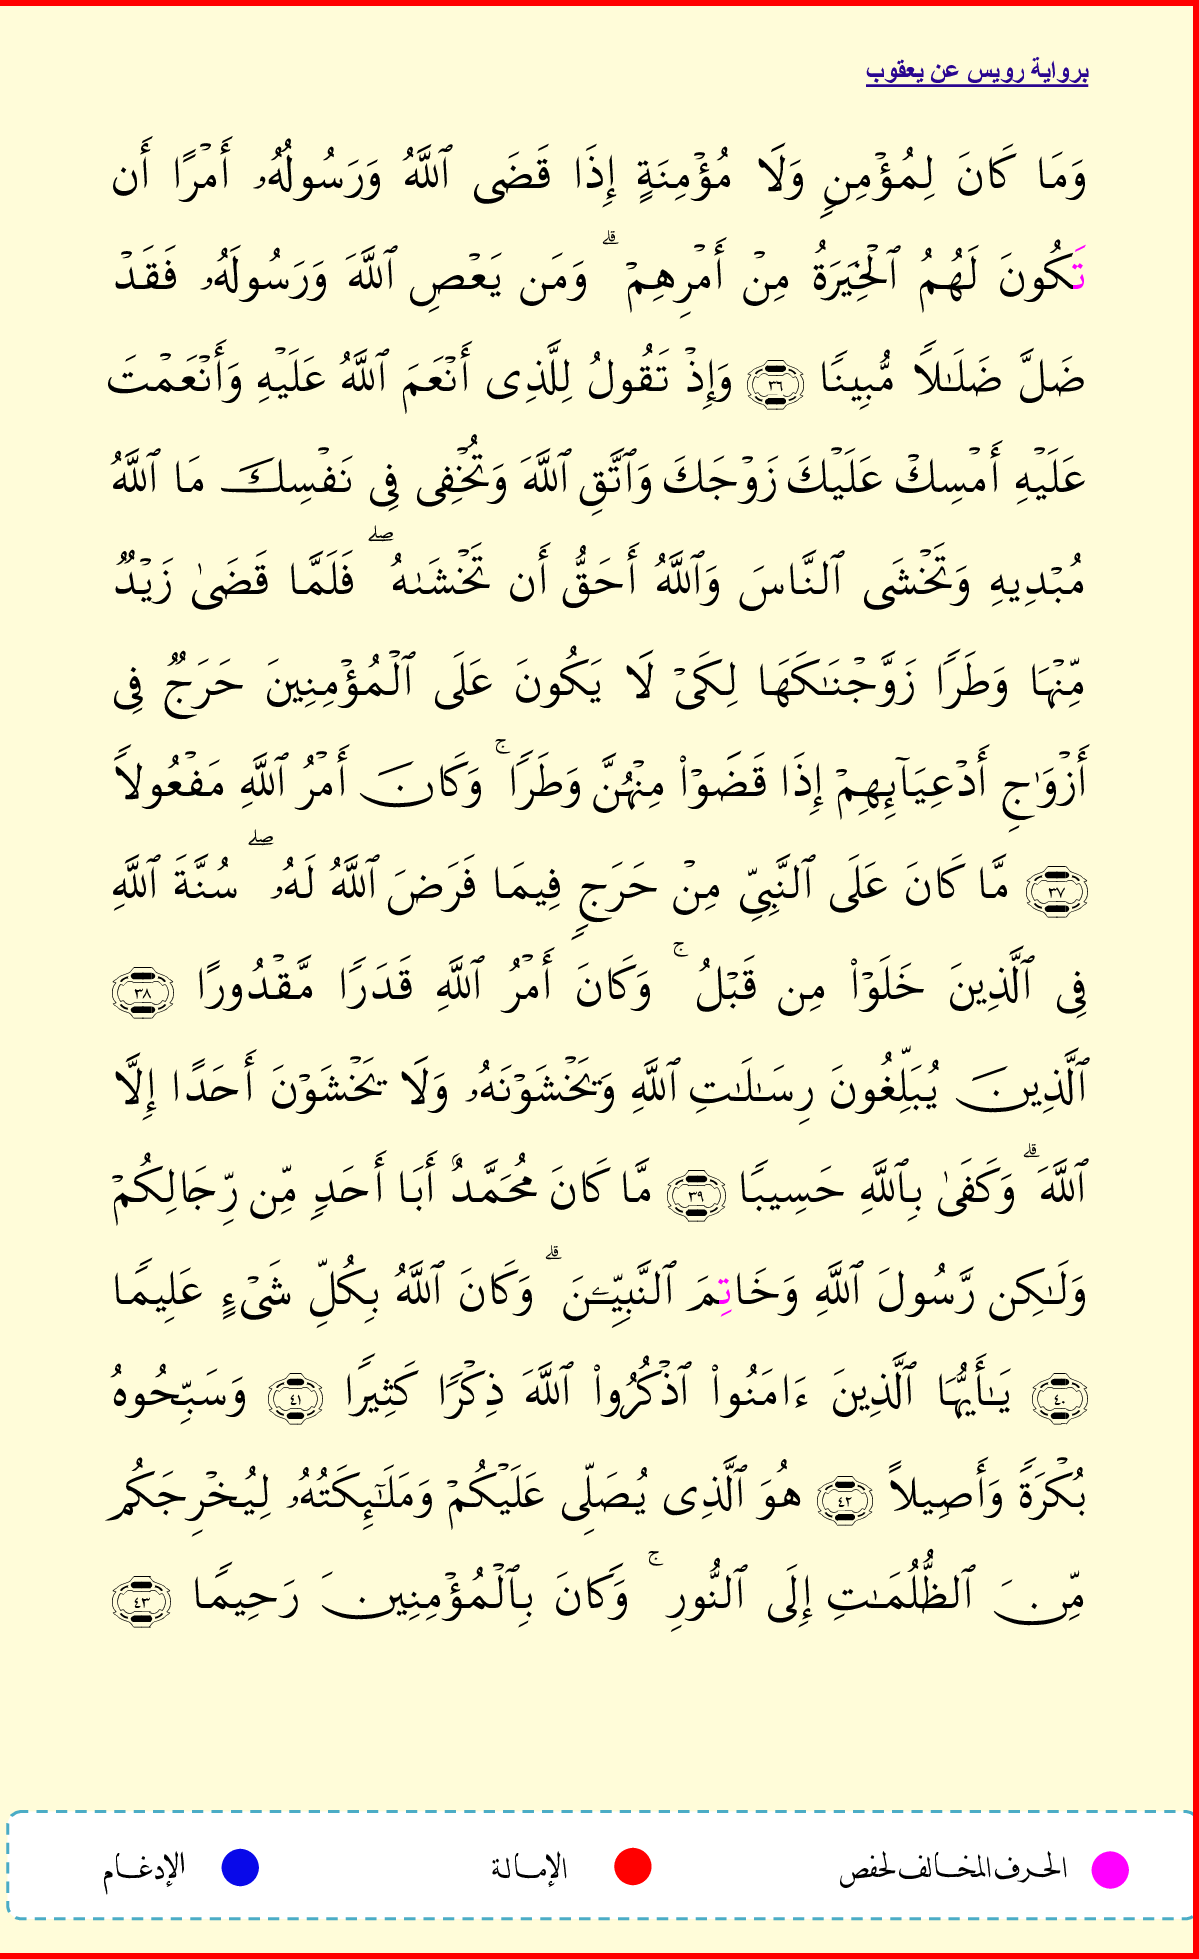 برواية رويس عن يعقوب
وَمَا كَانَ لِمُؤۡمِنٖ وَلَا مُؤۡمِنَةٍ إِذَا قَضَى ٱللَّهُ وَرَسُولُهُۥ أَمۡرًا أَن
تَكُونَ لَهُمُ ٱلۡخِيَرَةُ مِنۡ أَمۡرِهِمۡۗ وَمَن يَعۡصِ ٱللَّهَ وَرَسُولَهُۥ فَقَدۡ
ضَلَّ ضَلَٰلٗا مُّبِينٗا ٣٦ وَإِذۡ تَقُولُ لِلَّذِي أَنۡعَمَ ٱللَّهُ عَلَيۡهِ وَأَنۡعَمۡتَ
عَلَيۡهِ أَمۡسِكۡ عَلَيۡكَ زَوۡجَكَ وَٱتَّقِ ٱللَّهَ وَتُخۡفِي فِي نَفۡسِكَ مَا ٱللَّهُ
مُبۡدِيهِ وَتَخۡشَى ٱلنَّاسَ وَٱللَّهُ أَحَقُّ أَن تَخۡشَىٰهُۖ فَلَمَّا قَضَىٰ زَيۡدٞ
مِّنۡهَا وَطَرٗا زَوَّجۡنَٰكَهَا لِكَيۡ لَا يَكُونَ عَلَى ٱلۡمُؤۡمِنِينَ حَرَجٞ فِي
أَزۡوَٰجِ أَدۡعِيَآئِهِمۡ إِذَا قَضَوۡاْ مِنۡهُنَّ وَطَرٗاۚ وَكَانَ أَمۡرُ ٱللَّهِ مَفۡعُولٗا
٣٧ مَّا كَانَ عَلَى ٱلنَّبِيِّ مِنۡ حَرَجٖ فِيمَا فَرَضَ ٱللَّهُ لَهُۥۖ سُنَّةَ ٱللَّهِ
فِي ٱلَّذِينَ خَلَوۡاْ مِن قَبۡلُۚ وَكَانَ أَمۡرُ ٱللَّهِ قَدَرٗا مَّقۡدُورًا ٣٨
ٱلَّذِينَ يُبَلِّغُونَ رِسَٰلَٰتِ ٱللَّهِ وَيَخۡشَوۡنَهُۥ وَلَا يَخۡشَوۡنَ أَحَدًا إِلَّا
ٱللَّهَۗ وَكَفَىٰ بِٱللَّهِ حَسِيبٗا ٣٩ مَّا كَانَ مُحَمَّدٌ أَبَا أَحَدٖ مِّن رِّجَالِكُمۡ
وَلَٰكِن رَّسُولَ ٱللَّهِ وَخَاتِمَ ٱلنَّبِيِّـۧنَۗ وَكَانَ ٱللَّهُ بِكُلِّ شَيۡءٍ عَلِيمٗا
٤٠ يَٰٓأَيُّهَا ٱلَّذِينَ ءَامَنُواْ ٱذۡكُرُواْ ٱللَّهَ ذِكۡرٗا كَثِيرٗا ٤١ وَسَبِّحُوهُ
بُكۡرَةٗ وَأَصِيلًا ٤٢ هُوَ ٱلَّذِي يُصَلِّي عَلَيۡكُمۡ وَمَلَٰٓئِكَتُهُۥ لِيُخۡرِجَكُم
مِّنَ ٱلظُّلُمَٰتِ إِلَى ٱلنُّورِۚ وَكَانَ بِٱلۡمُؤۡمِنِينَ رَحِيمٗا ٤٣
الحرف المخالف لحفص الإمالة الإدغام